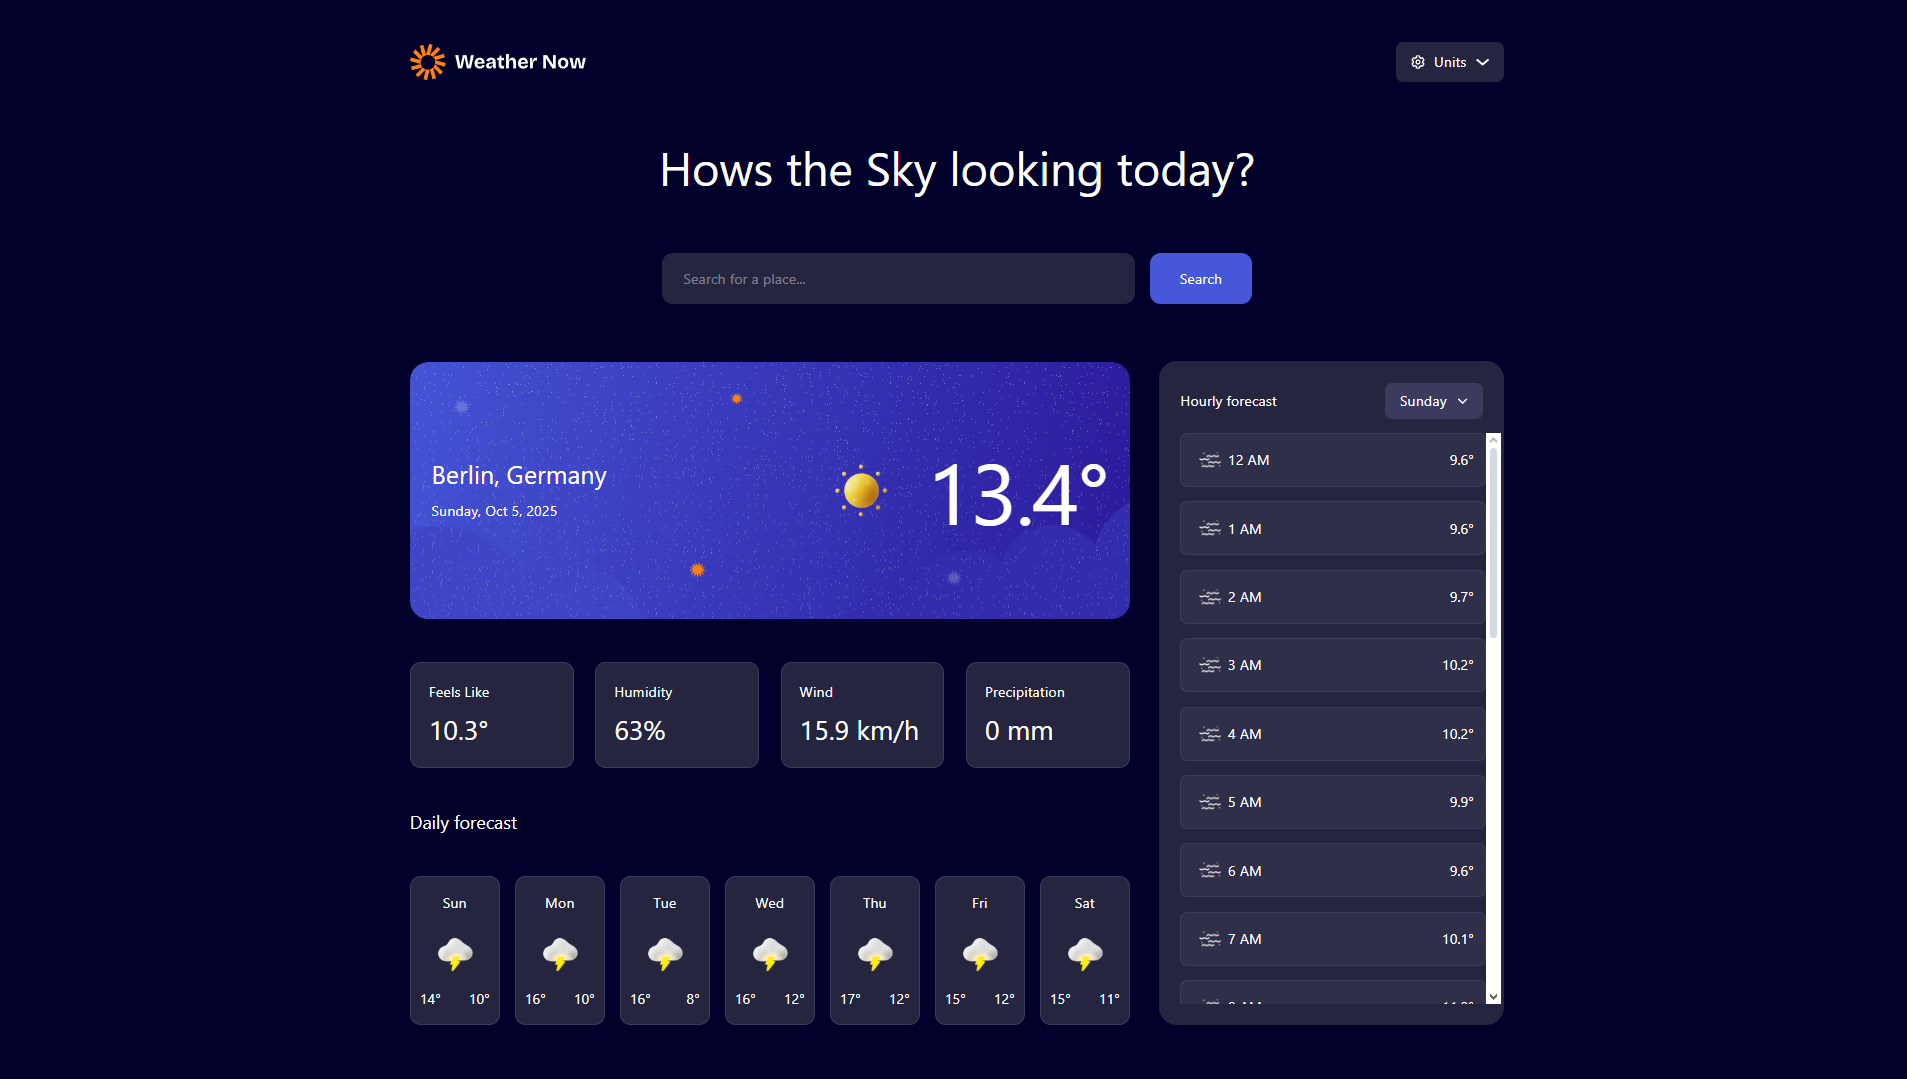 Weather Now
Units
Hows the Sky looking today?
Search for a place...
Search
Berlin, Germany
Sunday, Oct 5, 2025
13.4°
Feels Like
10.3°
Humidity
63%
Wind
15.9 km/h
Precipitation
0 mm
Daily forecast
Sun
14° 10°
Mon
16° 10°
Tue
16° 8°
Wed
16° 12°
Thu
17° 12°
Fri
15° 12°
Sat
15° 11°
Hourly forecast
Sunday
12 AM 9.6°
1 AM 9.6°
2 AM 9.7°
3 AM 10.2°
4 AM 10.2°
5 AM 9.9°
6 AM 9.6°
7 AM 10.1°